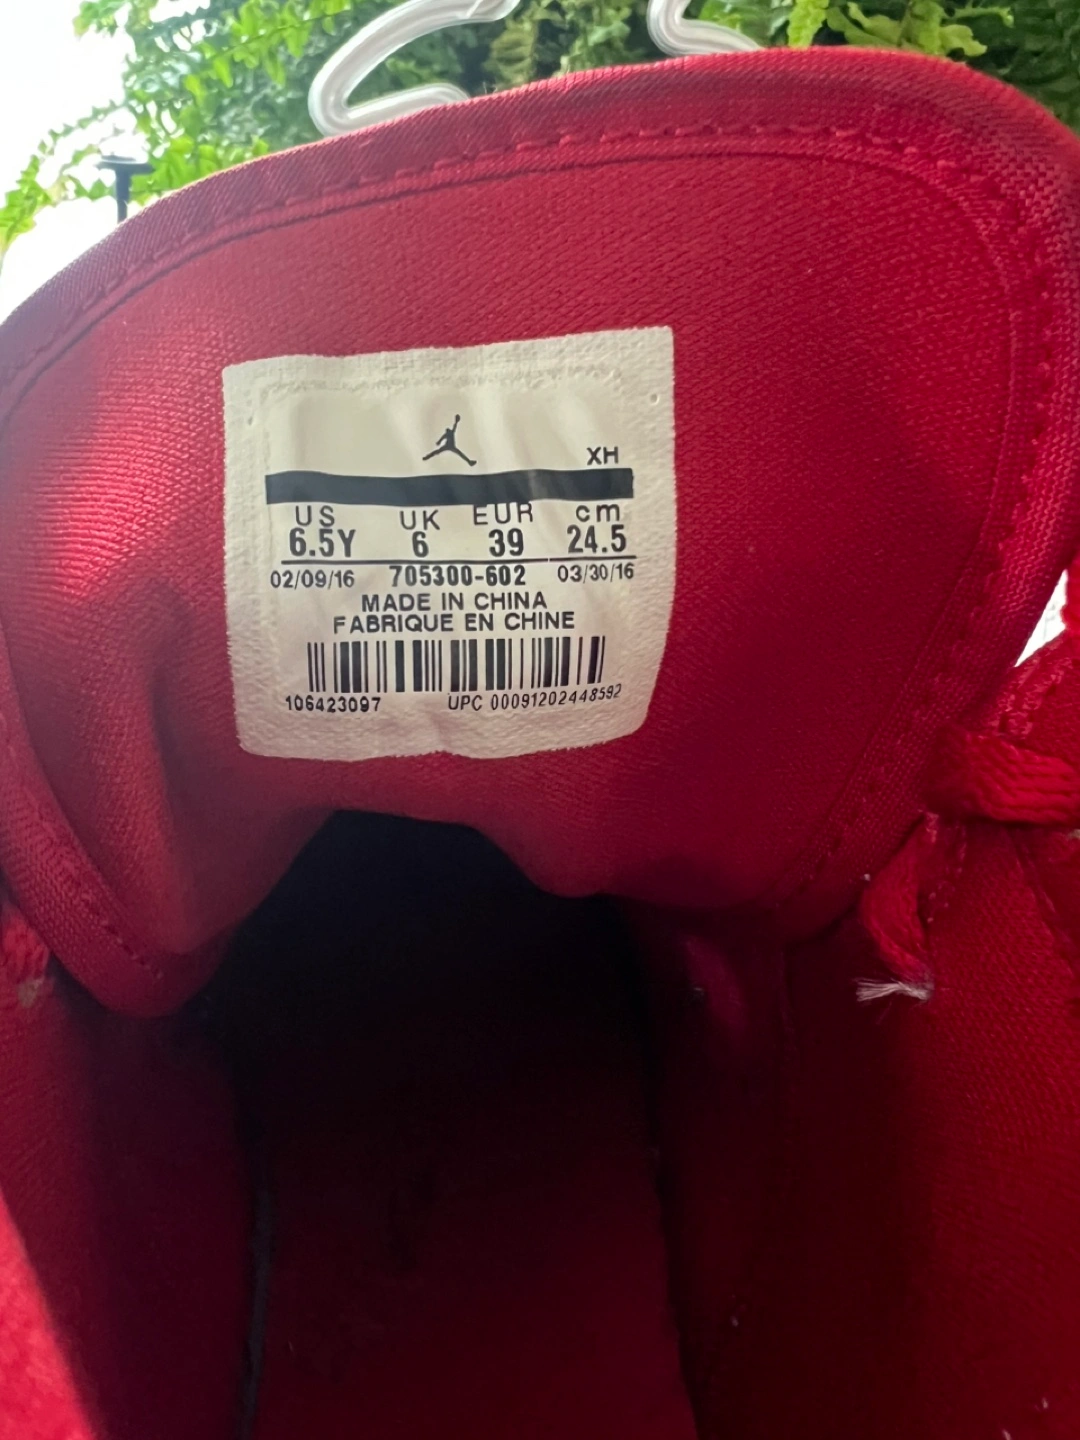 XH
US UK EUR cm
6.5Y 6 39 24.5
02/09/16 705300-602 03/30/16
MADE IN CHINA
FABRIQUE EN CHINE
106423097 UPC 00091202448592